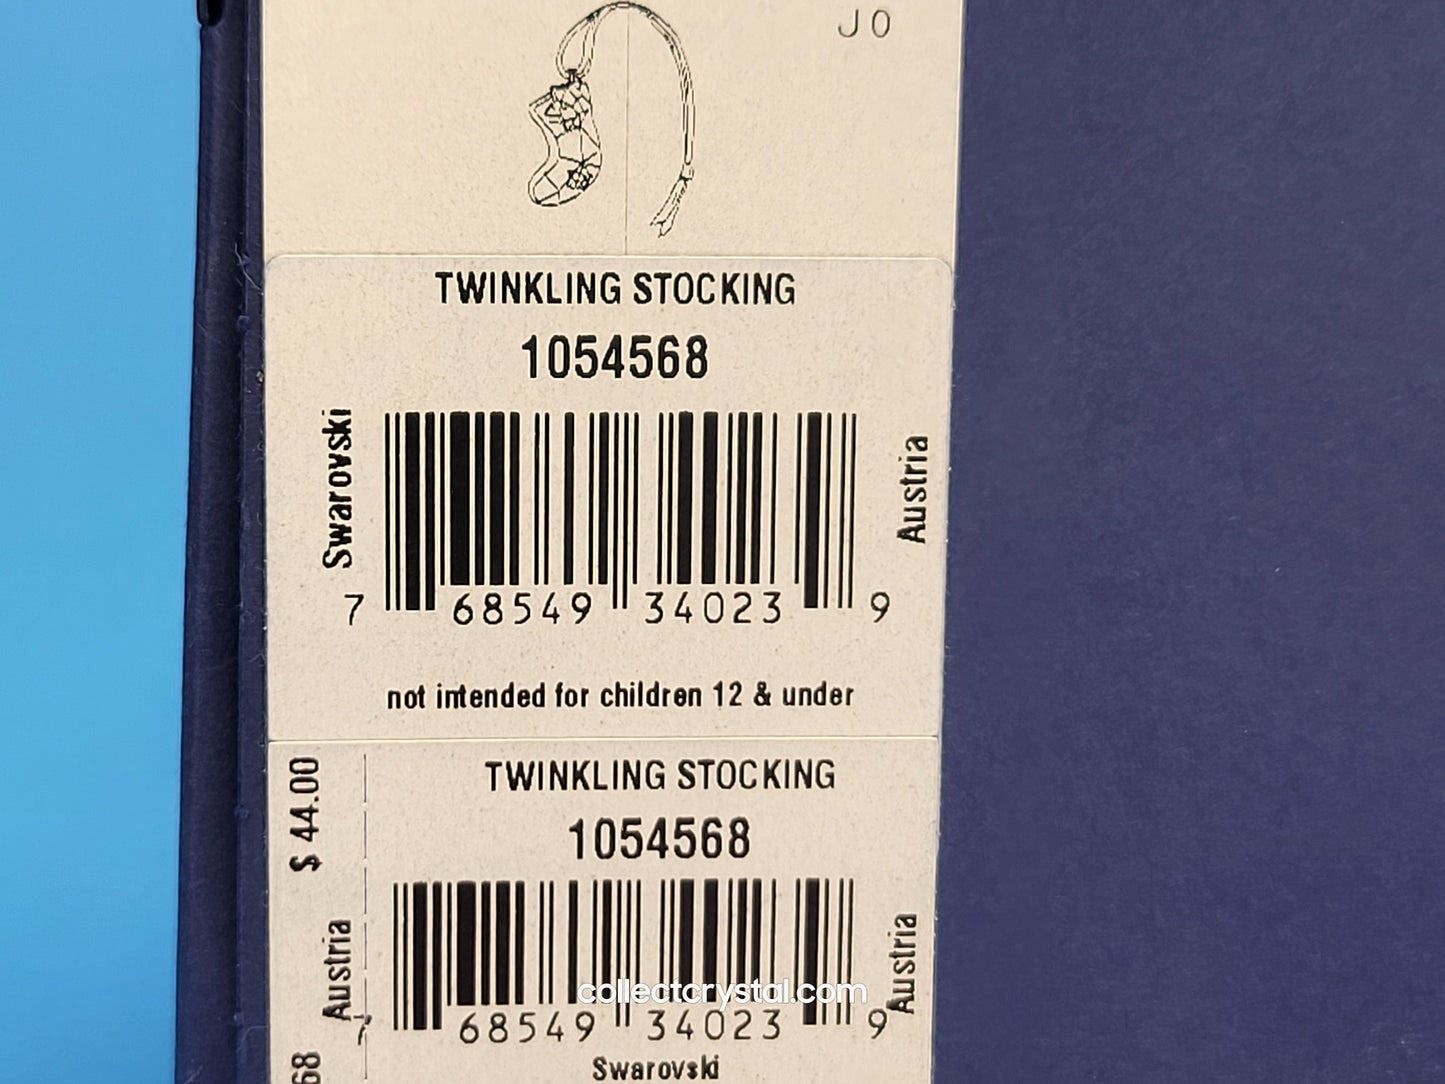 J0
TWINKLING STOCKING
1054568
Swarovski
Austria
7 68549 34023 9
not intended for children 12 & under
$ 44.00
TWINKLING STOCKING
1054568
Austria
Austria
collectcrystal.com
7 68549 34023 9
68
Swarovski